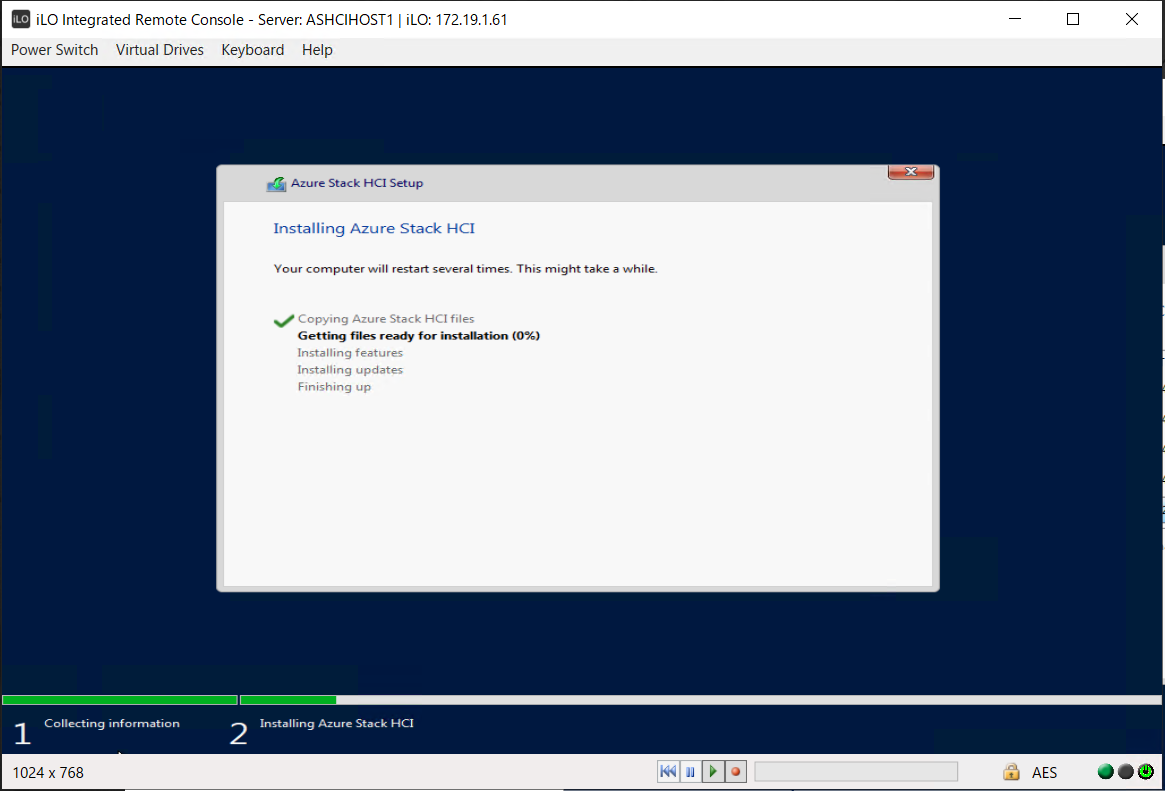 iLO iLO Integrated Remote Console - Server: ASHCIHOST1 | iLO: 172.19.1.61
Power Switch Virtual Drives Keyboard Help
Azure Stack HCI Setup
Installing Azure Stack HCI
Your computer will restart several times. This might take a while.
Copying Azure Stack HCI files
Getting files ready for installation (0%)
Installing features
Installing updates
Finishing up
1 Collecting information 2 Installing Azure Stack HCI
1024 x 768 AES